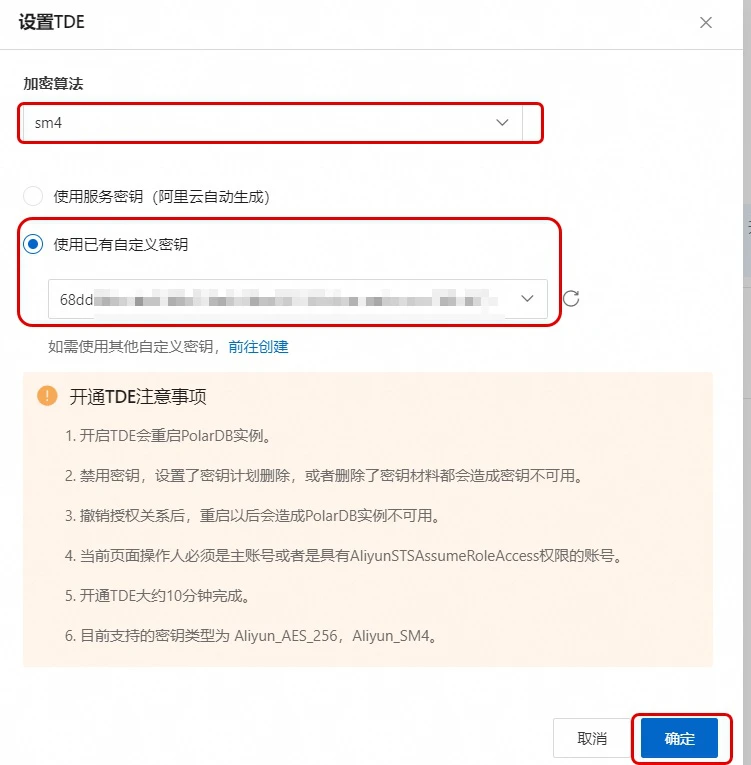 设置TDE
加密算法
sm4
使用服务密钥（阿里云自动生成）
使用已有自定义密钥
68dd
如需使用其他自定义密钥，前往创建
开通TDE注意事项
1. 开启TDE会重启PolarDB实例。
2. 禁用密钥，设置了密钥计划删除，或者删除了密钥材料都会造成密钥不可用。
3. 撤销授权关系后，重启以后会造成PolarDB实例不可用。
4. 当前页面操作人必须是主账号或者是具有AliyunSTSAssumeRoleAccess权限的账号。
5. 开通TDE大约10分钟完成。
6. 目前支持的密钥类型为 Aliyun_AES_256，Aliyun_SM4。
取消 确定